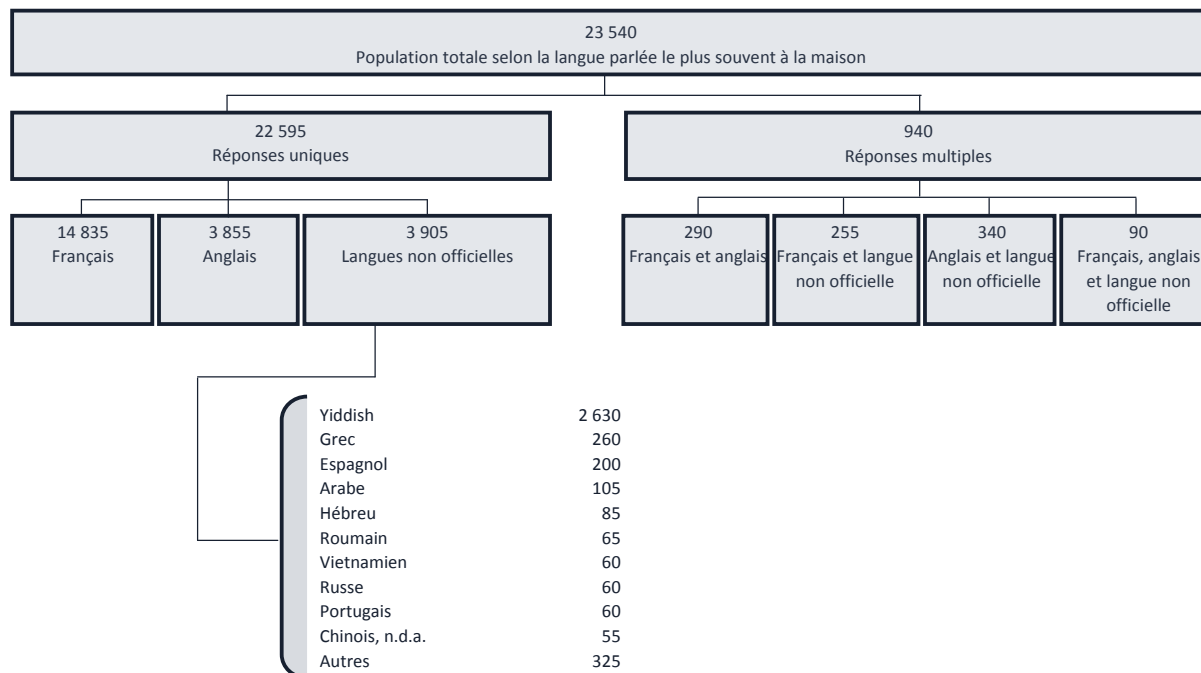 23 540
Population totale selon la langue parlée le plus souvent à la maison
22 595
Réponses uniques
940
Réponses multiples
14 835
Français
3 855
Anglais
3 905
Langues non officielles
290
Français et anglais
255
Français et langue
non officielle
340
Anglais et langue
non officielle
90
Français, anglais
et langue non
officielle
Yiddish 2 630
Grec 260
Espagnol 200
Arabe 105
Hébreu 85
Roumain 65
Vietnamien 60
Russe 60
Portugais 60
Chinois, n.d.a. 55
Autres 325